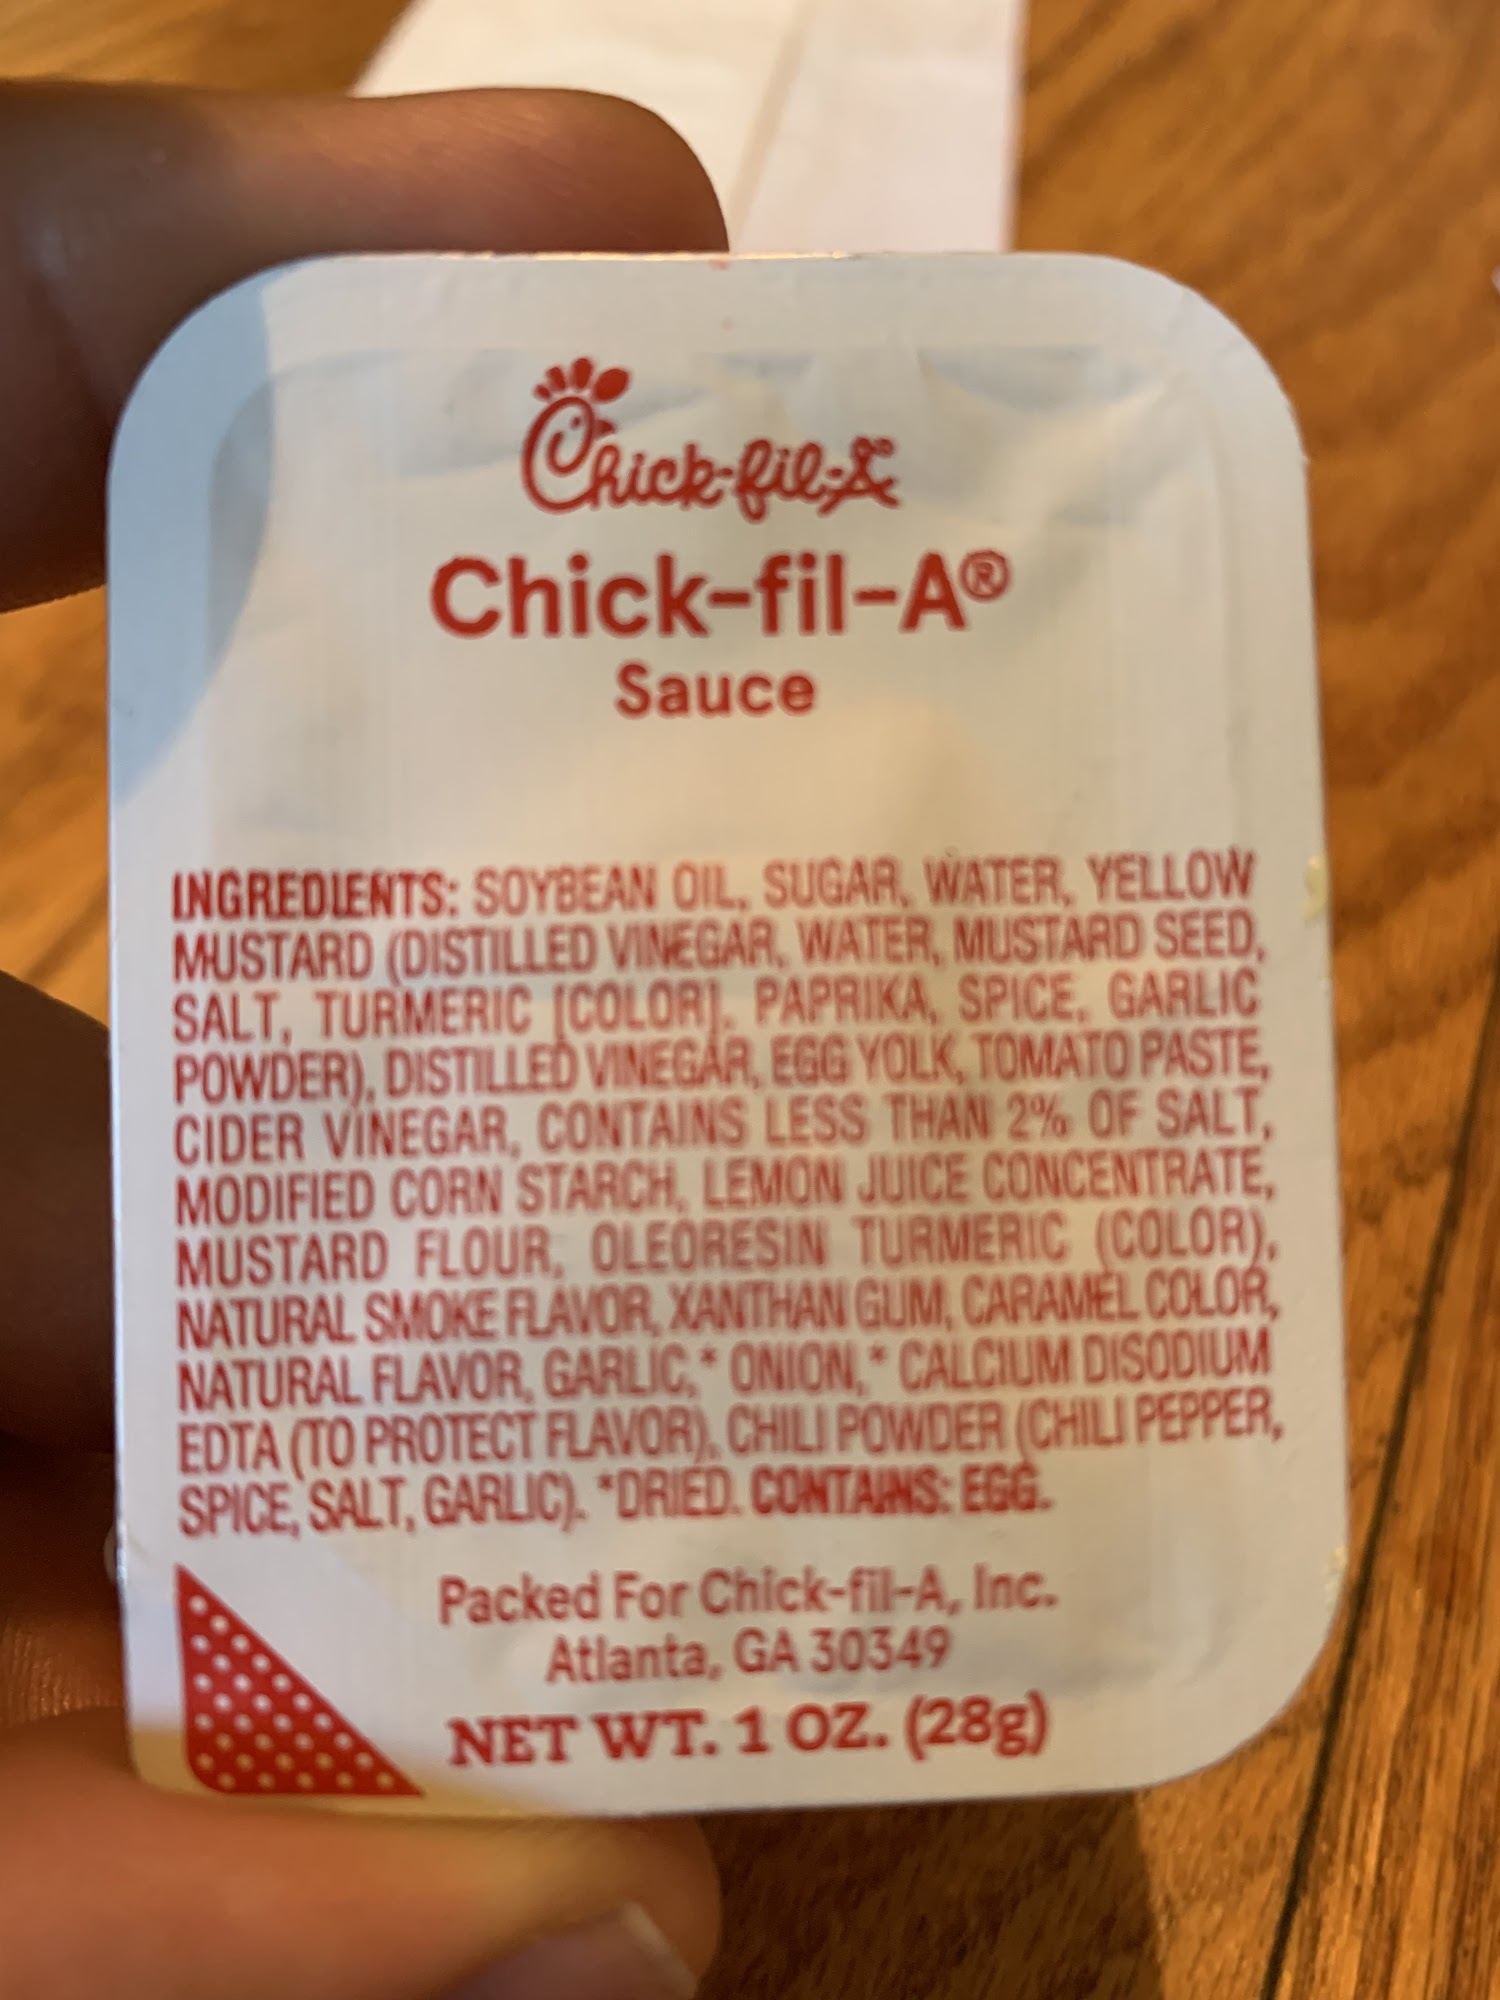 Chick-fil-A
Chick-fil-A®
Sauce
INGREDIENTS: SOYBEAN OIL, SUGAR, WATER, YELLOW
MUSTARD (DISTILLED VINEGAR, WATER, MUSTARD SEED,
SALT, TURMERIC [COLOR], PAPRIKA, SPICE, GARLIC
POWDER), DISTILLED VINEGAR, EGG YOLK, TOMATO PASTE,
CIDER VINEGAR, CONTAINS LESS THAN 2% OF SALT,
MODIFIED CORN STARCH, LEMON JUICE CONCENTRATE,
MUSTARD FLOUR, OLEORESIN TURMERIC (COLOR),
NATURAL SMOKE FLAVOR, XANTHAN GUM, CARAMEL COLOR,
NATURAL FLAVOR, GARLIC,* ONION,* CALCIUM DISODIUM
EDTA (TO PROTECT FLAVOR), CHILI POWDER (CHILI PEPPER,
SPICE, SALT, GARLIC). *DRIED. CONTAINS: EGG.
Packed For Chick-fil-A, Inc.
Atlanta, GA 30349
NET WT. 1 OZ. (28g)